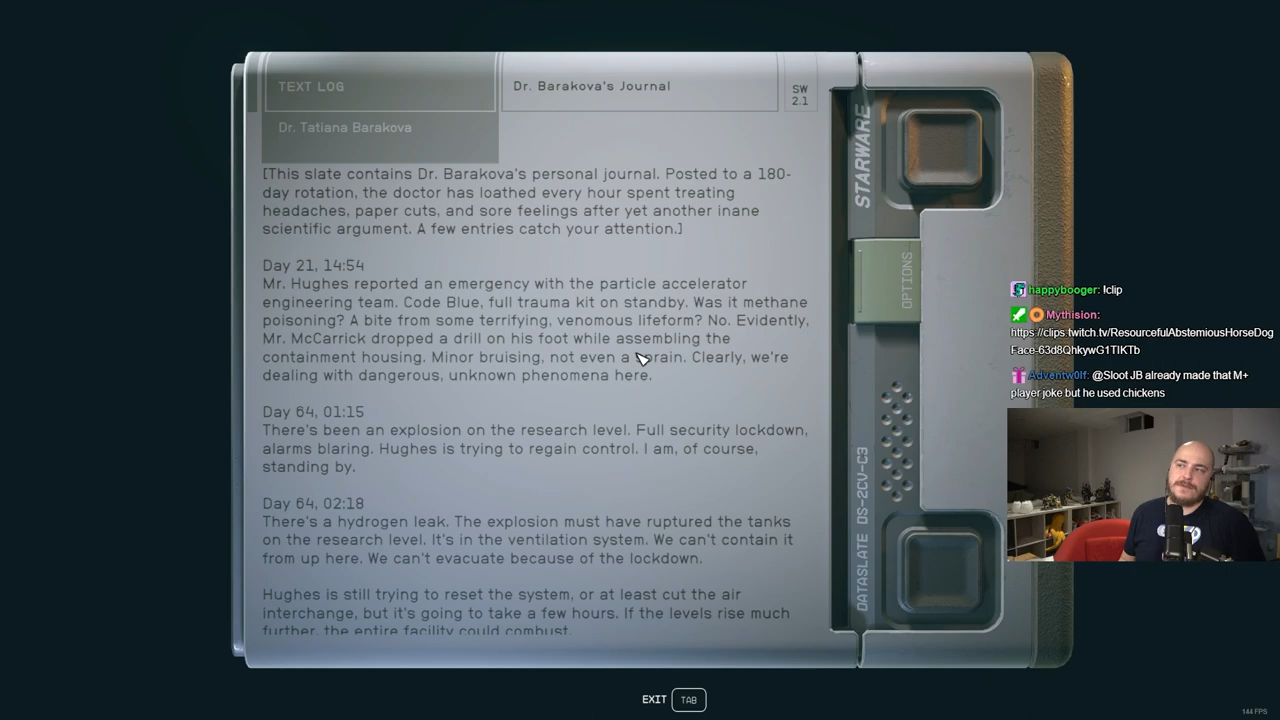 TEXT LOG
Dr. Barakova's Journal
SW
2.1
Dr. Tatiana Barakova
[This slate contains Dr. Barakova's personal journal. Posted to a 180-
day rotation, the doctor has loathed every hour spent treating
headaches, paper cuts, and sore feelings after yet another inane
scientific argument. A few entries catch your attention.]
Day 21, 14:54
Mr. Hughes reported an emergency with the particle accelerator
engineering team. Code Blue, full trauma kit on standby. Was it methane
poisoning? A bite from some terrifying, venomous lifeform? No. Evidently,
Mr. McCarrick dropped a drill on his foot while assembling the
containment housing. Minor bruising, not even a Clearly, we're
dealing with dangerous, unknown phenomena here.
Day 64, 01:15
There's been an explosion on the research level. Full security lockdown,
alarms blaring. Hughes is trying to regain control. I am, of course,
standing by.
Day 64, 02:18
There's a hydrogen leak. The explosion must have ruptured the tanks
on the research level. It's in the ventilation system. We can't contain it
from up here. We can't evacuate because of the lockdown.
Hughes is still trying to reset the system, or at least cut the air
interchange, but it's going to take a few hours. If the levels rise much
further, the entire facility could combust.
STARWARE
OPTIONS
DATASLATE DS-2CV-C3
happybooger: !clip
Mythision:
https://clips.twitch.tv/ResourcefulAbstemiousHorseDog
Face-63d8QhkywG1TIKTb
Adventw0lf: @Sloot JB already made that M+
player joke but he used chickens
EXIT TAB
144 FPS